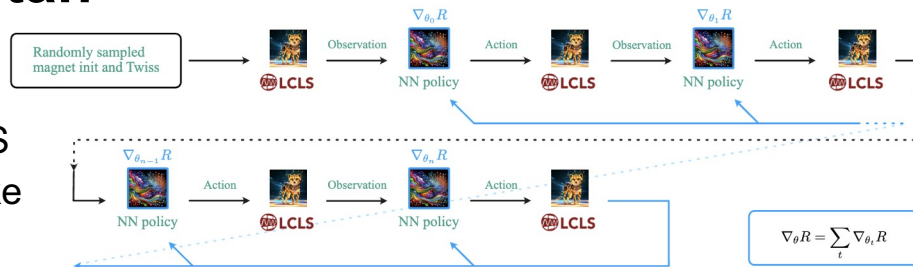 ∇θ₀R
∇θ₁R
Randomly sampled
magnet init and Twiss
Observation
Action
Observation
Action
LCLS
NN policy
LCLS
NN policy
LCLS
∇θₙ₋₁R
∇θₙR
Action
Observation
Action
NN policy
LCLS
NN policy
LCLS
∇θR = ∑ₜ ∇θₜR